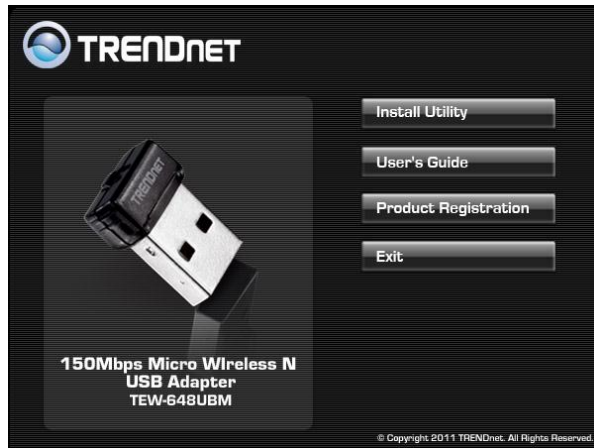 TRENDNET
Install Utility
User's Guide
Product Registration
Exit
TRENDNET
150Mbps Micro WIreless N
USB Adapter
TEW-648UBM
© Copyright 2011 TRENDnet. All Rights Reserved.